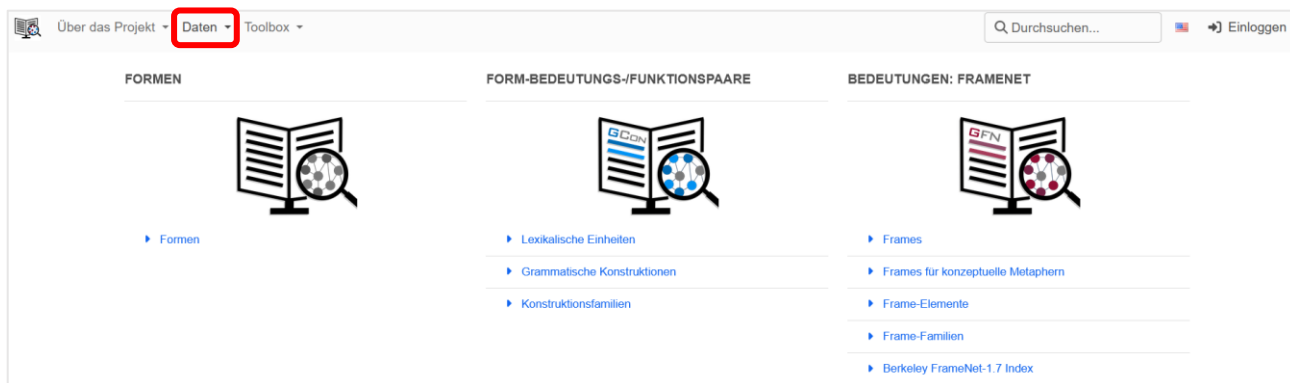 Über das Projekt Daten Toolbox Durchsuchen... Einloggen
FORMEN
Formen
FORM-BEDEUTUNGS-/FUNKTIONSPAARE
GCON
Lexikalische Einheiten
Grammatische Konstruktionen
Konstruktionsfamilien
BEDEUTUNGEN: FRAMENET
GFN
Frames
Frames für konzeptuelle Metaphern
Frame-Elemente
Frame-Familien
Berkeley FrameNet-1.7 Index